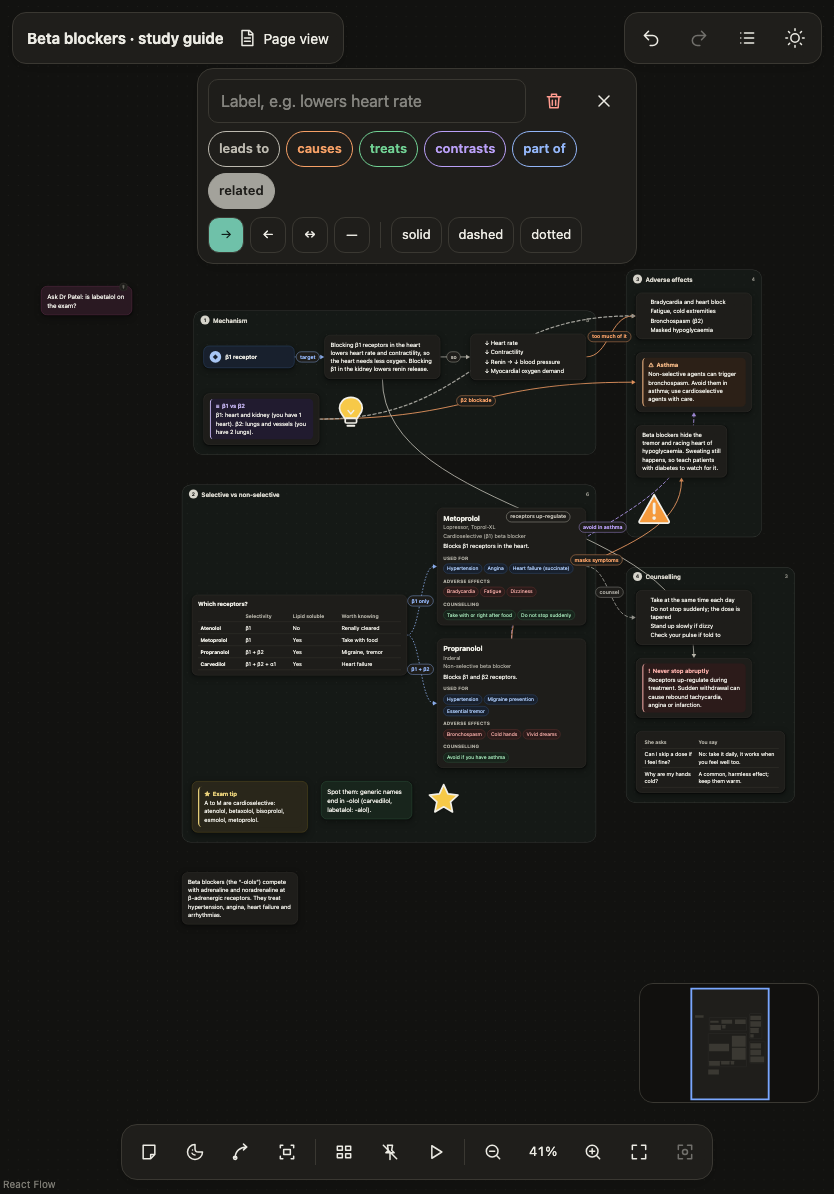 Beta blockers · study guide
Page view
Label, e.g. lowers heart rate
leads to
causes
treats
contrasts
part of
related
solid
dashed
dotted
Ask Dr Patel: is labetalol on
the exam?
1 Mechanism
β1 receptor
target
Blocking β1 receptors in the heart
lowers heart rate and contractility, so
the heart needs less oxygen. Blocking
β1 in the kidney lowers renin release.
so
↓ Heart rate
↓ Contractility
↓ Renin → ↓ blood pressure
↓ Myocardial oxygen demand
too much of it
β1 vs β2
β1: heart and kidney (you have 1
heart). β2: lungs and vessels (you
have 2 lungs).
β2 blockade
3 Adverse effects
4
Bradycardia and heart block
Fatigue, cold extremities
Bronchospasm (β2)
Masked hypoglycaemia
⚠ Asthma
Non-selective agents can trigger
bronchospasm. Avoid them in
asthma; use cardioselective
agents with care.
Beta blockers hide the
tremor and racing heart of
hypoglycaemia. Sweating still
happens, so teach patients
with diabetes to watch for it.
2 Selective vs non-selective
6
Metoprolol
receptors up-regulate
Lopressor, Toprol-XL
Cardioselective (β1) beta blocker
Blocks β1 receptors in the heart.
USED FOR
Hypertension
Angina
Heart failure (succinate)
ADVERSE EFFECTS
Bradycardia
Fatigue
Dizziness
COUNSELLING
Take with or right after food
Do not stop suddenly
avoid in asthma
masks symptoms
counsel
β1 only
β1 + β2
Which receptors?
Selectivity Lipid soluble Worth knowing
Atenolol β1 No Renally cleared
Metoprolol β1 Yes Take with food
Propranolol β1 + β2 Yes Migraine, tremor
Carvedilol β1 + β2 + α1 Yes Heart failure
Propranolol
Inderal
Non-selective beta blocker
Blocks β1 and β2 receptors.
USED FOR
Hypertension
Migraine prevention
Essential tremor
ADVERSE EFFECTS
Bronchospasm
Cold hands
Vivid dreams
COUNSELLING
Avoid if you have asthma
4 Counselling
3
Take at the same time each day
Do not stop suddenly; the dose is
tapered
Stand up slowly if dizzy
Check your pulse if told to
! Never stop abruptly
Receptors up-regulate during
treatment. Sudden withdrawal can
cause rebound tachycardia,
angina or infarction.
She asks You say
Can I skip a dose if No: take it daily, it works when
I feel fine? you feel well too.
Why are my hands A common, harmless effect;
cold? keep them warm.
★ Exam tip
A to M are cardioselective:
atenolol, betaxolol, bisoprolol,
esmolol, metoprolol.
Spot them: generic names
end in -olol (carvedilol,
labetalol: -alol).
Beta blockers (the "-olols") compete
with adrenaline and noradrenaline at
β-adrenergic receptors. They treat
hypertension, angina, heart failure and
arrhythmias.
41%
React Flow